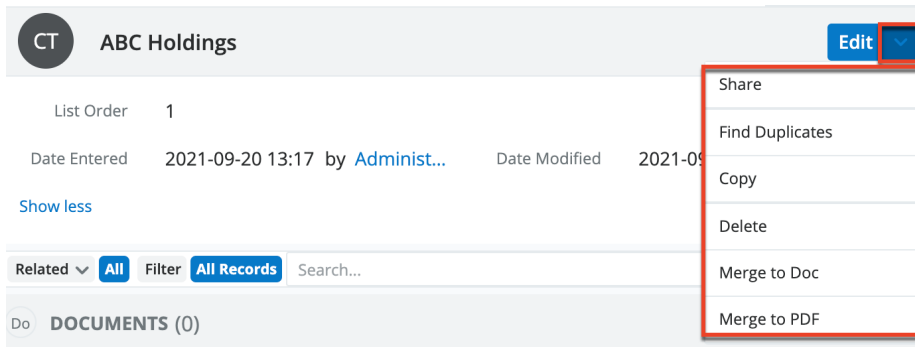 CT ABC Holdings Edit
Share
List Order 1
Find Duplicates
Date Entered 2021-09-20 13:17 by Administ... Date Modified
Copy
Show less
Delete
Related All Filter All Records Search...
Merge to Doc
Do DOCUMENTS (0)
Merge to PDF